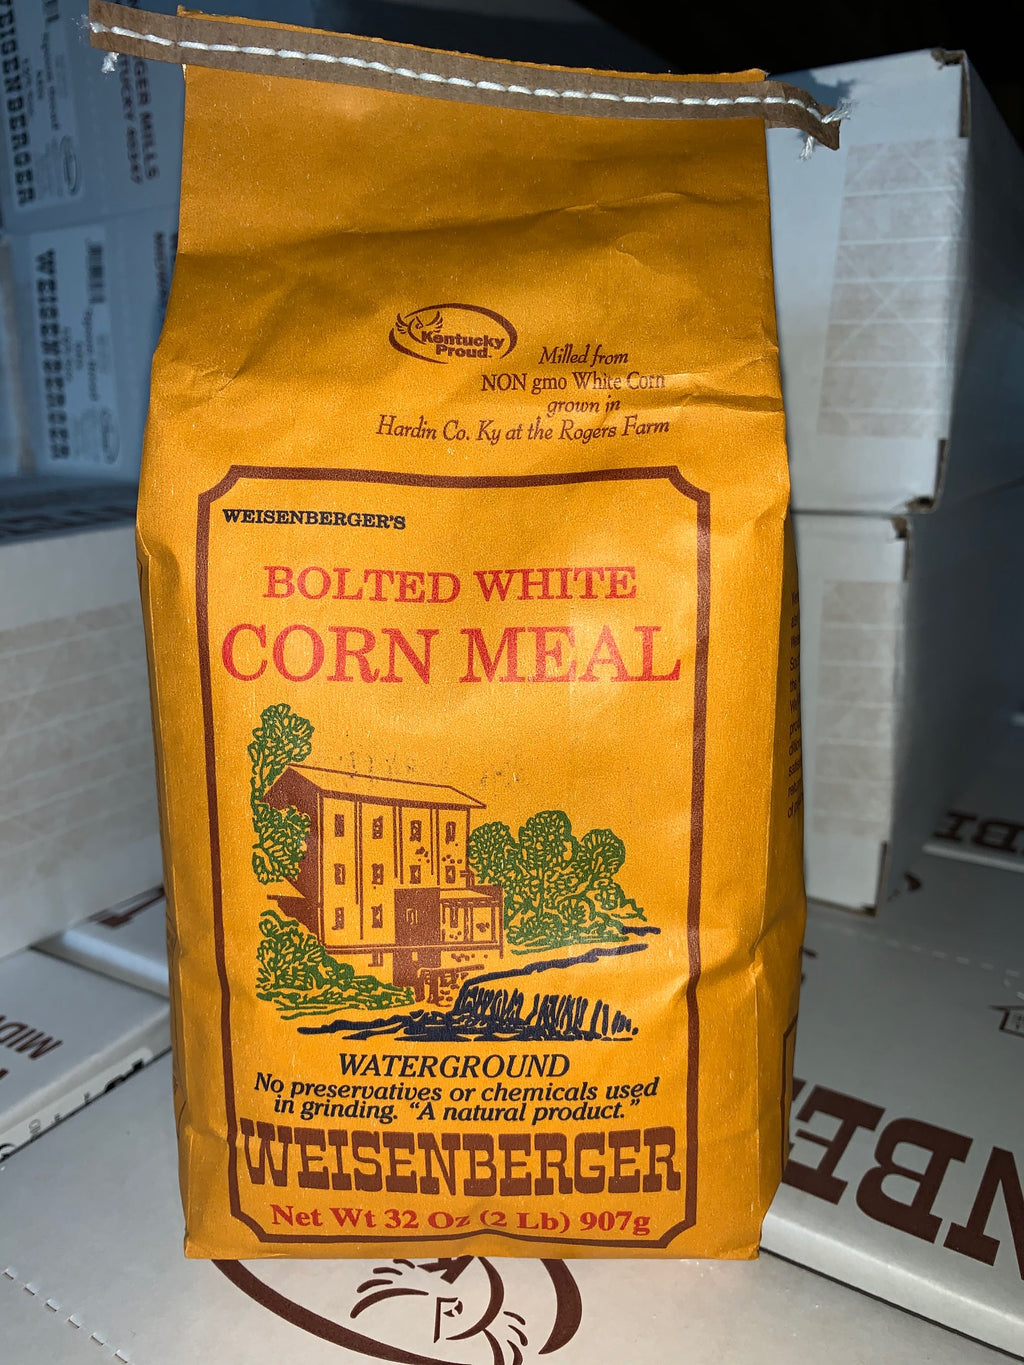 Kentucky
Proud
Milled from
NON gmo White Corn
grown in
Hardin Co. Ky at the Rogers Farm
WEISENBERGER'S
BOLTED WHITE
CORN MEAL
WATERGROUND
No preservatives or chemicals used
in grinding. "A natural product."
WEISENBERGER
Net Wt 32 Oz (2 Lb) 907g
WEISENBERGER
WEISENBERGER